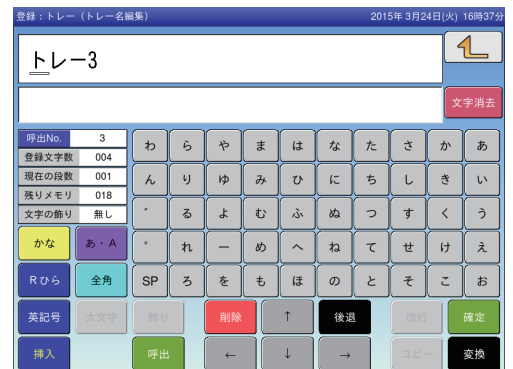 登録：トレー（トレー名編集） 2015年 3月24日(火) 16時37分
トレー3
文字消去
呼出No. 3
登録文字数 004
現在の段数 001
残りメモリ 018
文字の飾り 無し
わ ら や ま は な た さ か あ
ん り ゆ み ひ に ち し き い
゛ る よ む ふ ぬ つ す く う
かな あ・A ゜ れ ー め へ ね て せ け え
Rひら 全角 SP ろ を も ほ の と そ こ お
英記号 大文字 飾り 削除 ↑ 後退 改行 確定
挿入 呼出 ← ↓ → コピー 変換